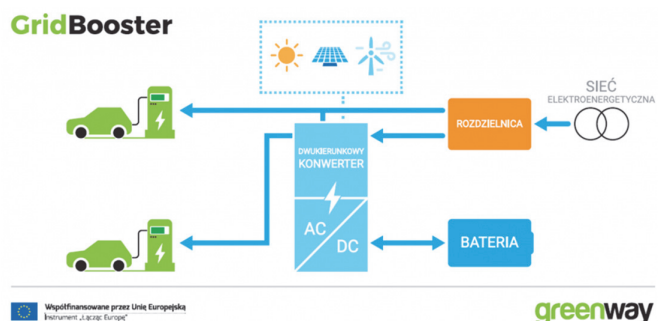 GridBooster
SIEĆ
ELEKTROENERGETYCZNA
ROZDZIELNICA
DWUKIERUNKOWY
KONWERTER
AC
DC
BATERIA
Współfinansowane przez Unię Europejską
Instrument „Łącząc Europę”
greenway